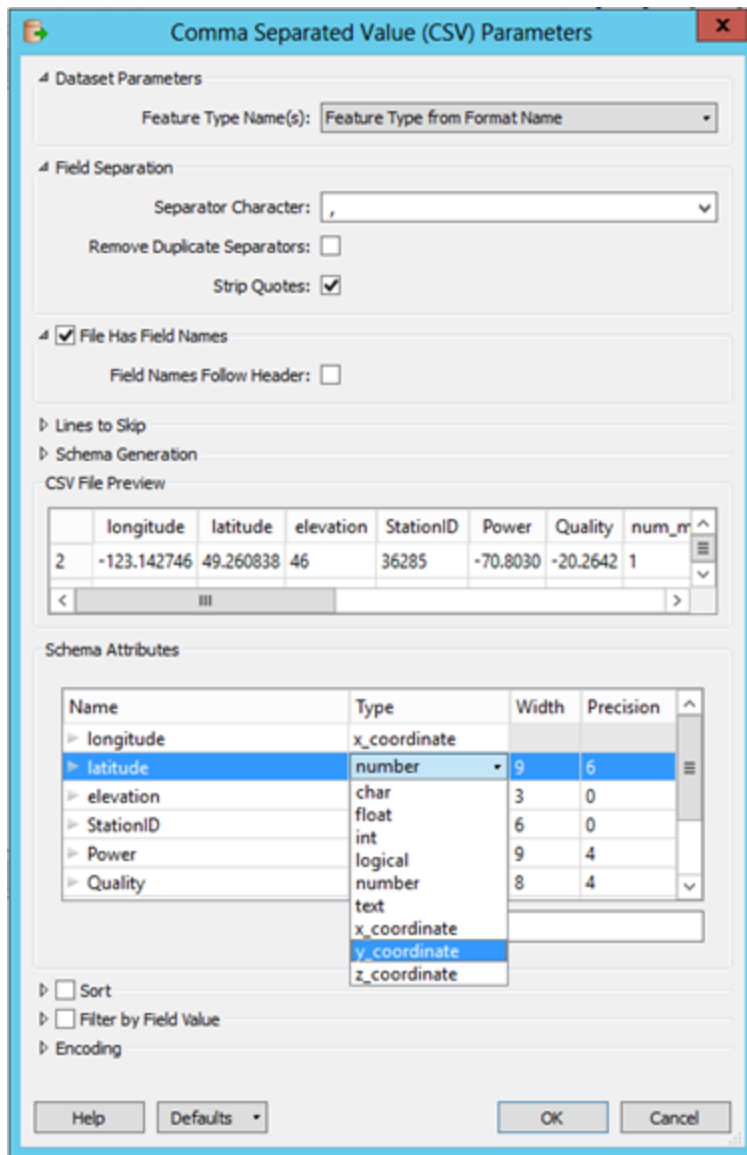 Comma Separated Value (CSV) Parameters
x
Dataset Parameters
Feature Type Name(s): Feature Type from Format Name
Field Separation
Separator Character: ,
Remove Duplicate Separators:
Strip Quotes:
File Has Field Names
Field Names Follow Header:
Lines to Skip
Schema Generation
CSV File Preview
longitude latitude elevation StationID Power Quality num_m
2 -123.142746 49.260838 46 36285 -70.8030 -20.2642 1
Schema Attributes
Name Type Width Precision
longitude x_coordinate
latitude number 9 6
elevation 3 0
StationID 6 0
Power 9 4
Quality 8 4
char
float
int
logical
number
text
x_coordinate
y_coordinate
z_coordinate
Sort
Filter by Field Value
Encoding
Help Defaults OK Cancel